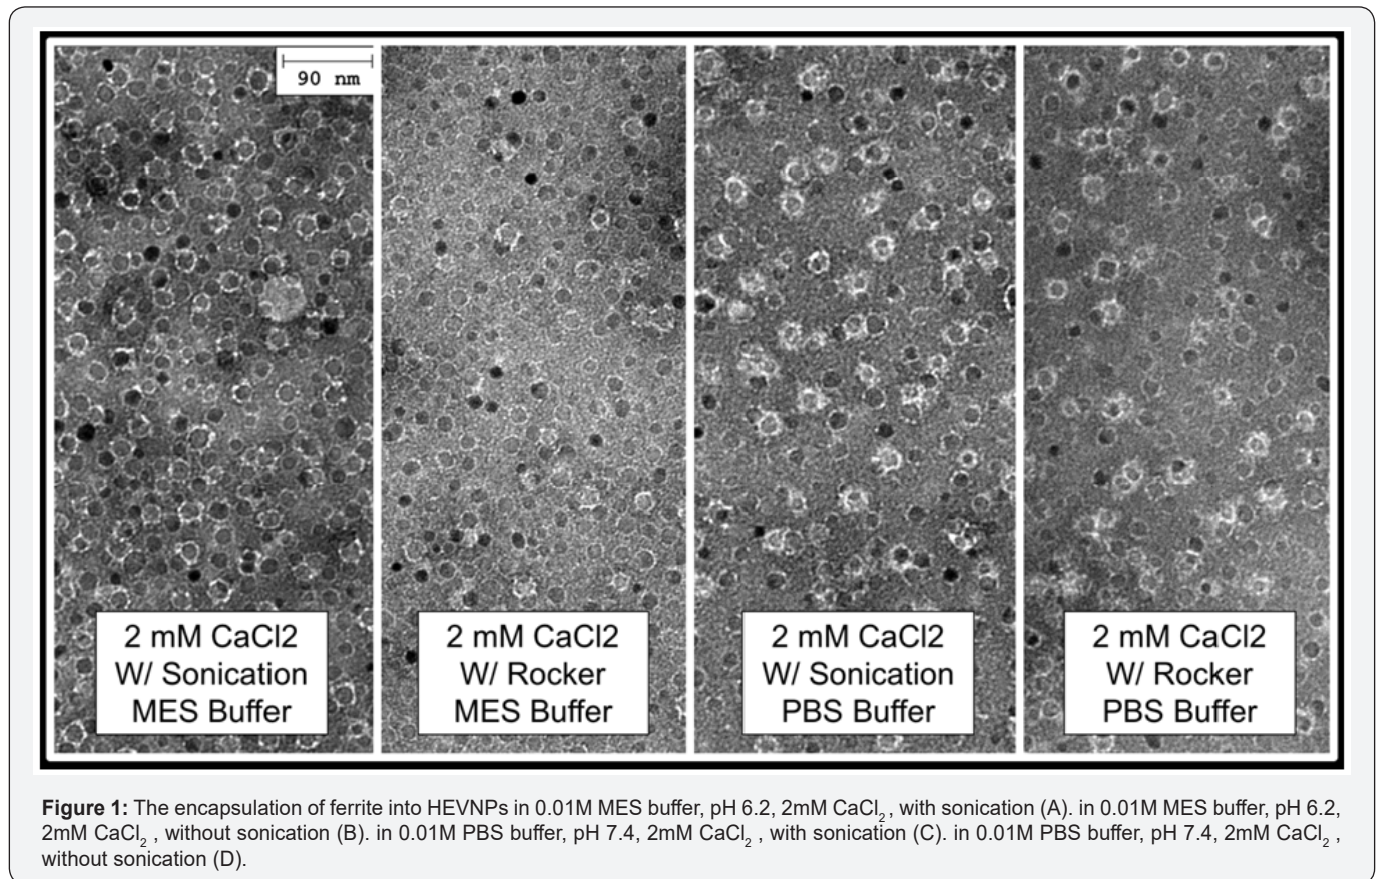 90 nm
2 mM CaCl2
W/ Sonication
MES Buffer
2 mM CaCl2
W/ Rocker
MES Buffer
2 mM CaCl2
W/ Sonication
PBS Buffer
2 mM CaCl2
W/ Rocker
PBS Buffer
Figure 1: The encapsulation of ferrite into HEVNPs in 0.01M MES buffer, pH 6.2, 2mM CaCl₂, with sonication (A). in 0.01M MES buffer, pH 6.2,
2mM CaCl₂ , without sonication (B). in 0.01M PBS buffer, pH 7.4, 2mM CaCl₂ , with sonication (C). in 0.01M PBS buffer, pH 7.4, 2mM CaCl₂ ,
without sonication (D).